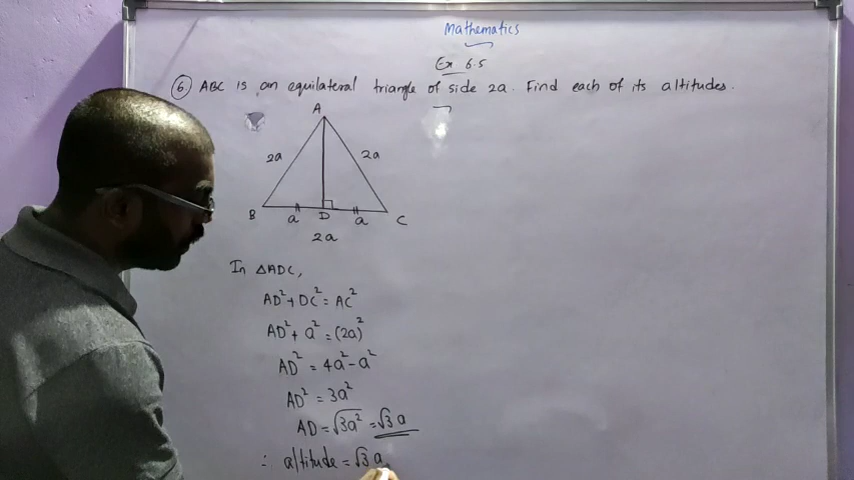 Mathematics
Ex 6.5
⑥ ABC is an equilateral triangle of side 2a. Find each of its altitudes.
A
2a 2a
B a D a C
2a
In △ADC,
AD² + DC² = AC²
AD² + a² = (2a)²
AD² = 4a² - a²
AD² = 3a²
AD = √3a² = √3 a
∴ altitude = √3 a